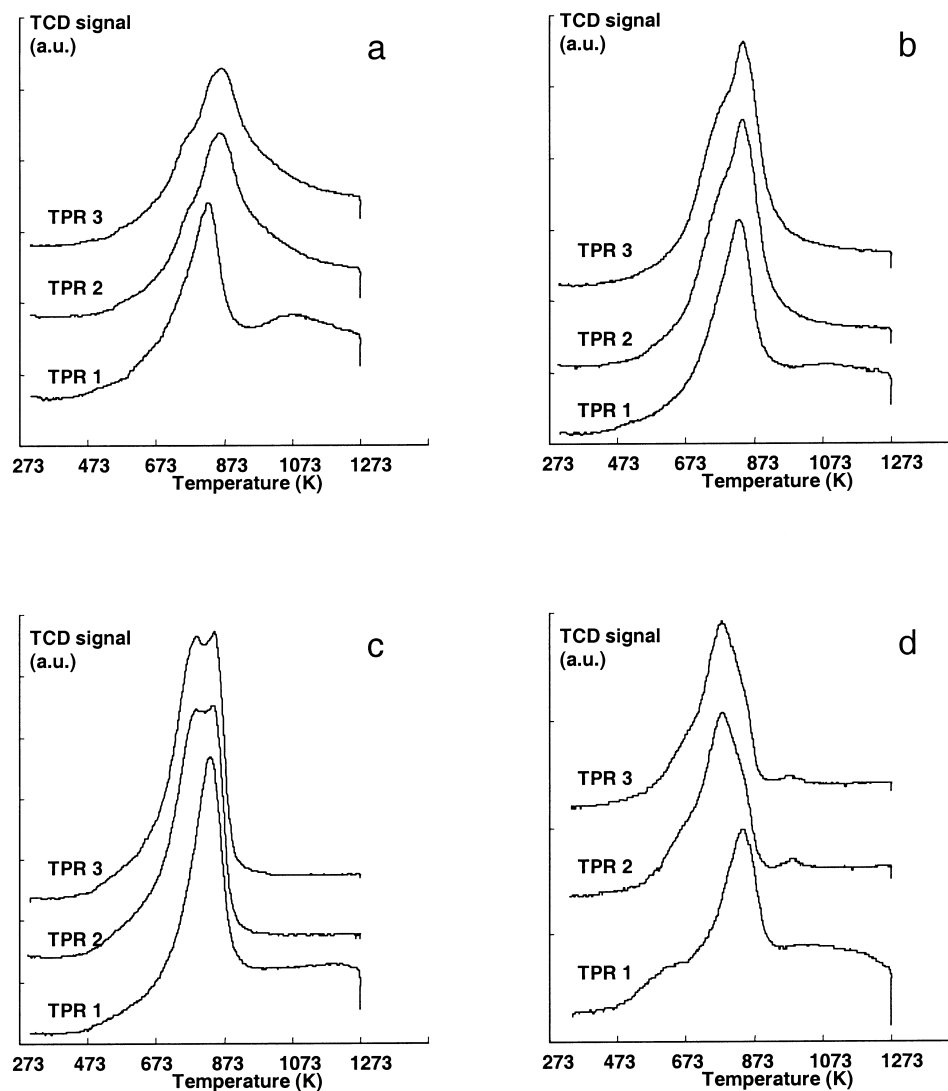 TCD signal
(a.u.)
a
TPR 3
TPR 2
TPR 1
273 473 673 873 1073 1273
Temperature (K)
TCD signal
(a.u.)
b
TPR 3
TPR 2
TPR 1
273 473 673 873 1073 1273
Temperature (K)
TCD signal
(a.u.)
c
TPR 3
TPR 2
TPR 1
273 473 673 873 1073 1273
Temperature (K)
TCD signal
(a.u.)
d
TPR 3
TPR 2
TPR 1
273 473 673 873 1073 1273
Temperature (K)